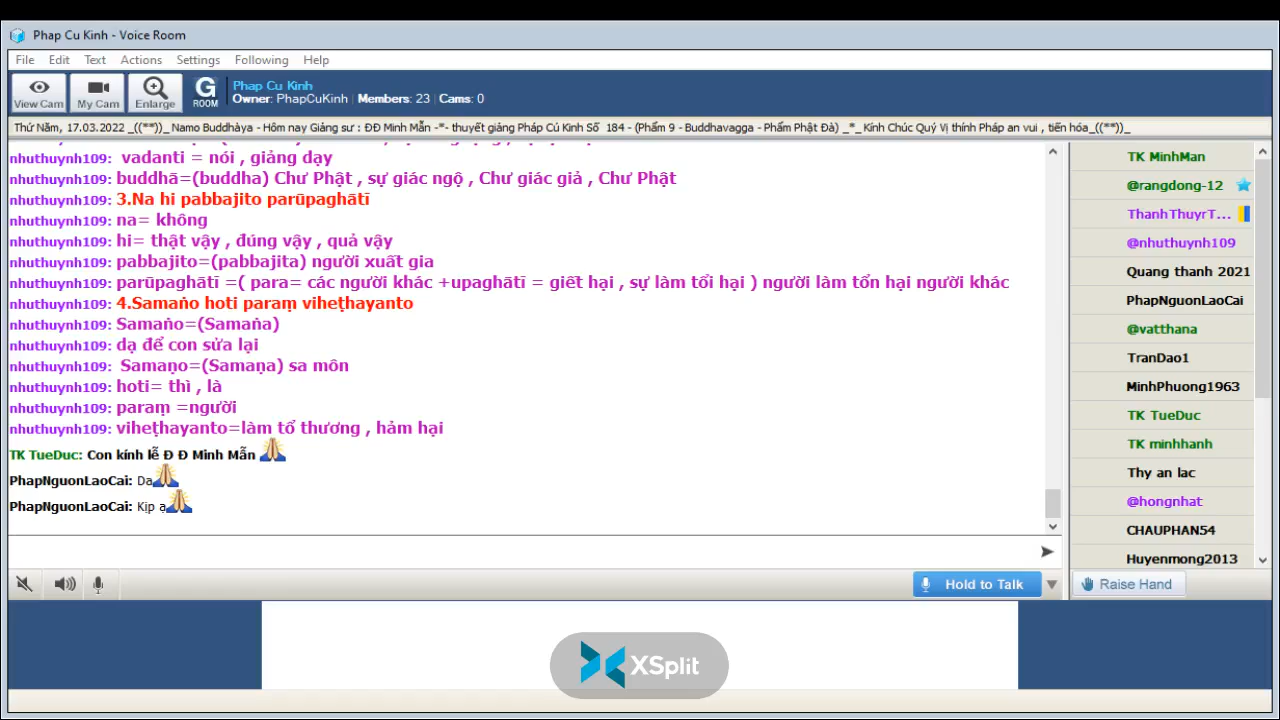 Phap Cu Kinh - Voice Room
File Edit Text Actions Settings Following Help
View Cam My Cam Enlarge G ROOM
Phap Cu Kinh
Owner: PhapCuKinh Members: 23 Cams: 0
Thứ Năm, 17.03.2022 _((**))_ Namo Buddhàya - Hôm nay Giảng sư : ĐĐ Minh Mẫn -*- thuyết giảng Pháp Cú Kinh Số 184 - (Phẩm 9 - Buddhavagga - Phẩm Phật Đà) _*_ Kính Chúc Quý Vị thính Pháp an vui , tiến hóa_((**))_
nhuthuynh109: vadanti = nói , giảng dạy
nhuthuynh109: buddhā=(buddha) Chư Phật , sự giác ngộ , Chư giác giả , Chư Phật
nhuthuynh109: 3.Na hi pabbajito parūpaghātī
nhuthuynh109: na= không
nhuthuynh109: hi= thật vậy , đúng vậy , quả vậy
nhuthuynh109: pabbajito=(pabbajita) người xuất gia
nhuthuynh109: parūpaghātī =( para= các người khác +upaghātī = giết hại , sự làm tổi hại ) người làm tổn hại người khác
nhuthuynh109: 4.Samaṅo hoti paraṃ viheṭhayanto
nhuthuynh109: Samaṅo=(Samaṅa)
nhuthuynh109: dạ để con sửa lại
nhuthuynh109: Samaṇo=(Samaṇa) sa môn
nhuthuynh109: hoti= thì , là
nhuthuynh109: paraṃ =người
nhuthuynh109: viheṭhayanto=làm tổ thương , hảm hại
TK TueDuc: Con kính lễ Đ Đ Minh Mẫn
PhapNguonLaoCai: Da
PhapNguonLaoCai: Kịp ạ
TK MinhMan
@rangdong-12
ThanhThuyrT...
@nhuthuynh109
Quang thanh 2021
PhapNguonLaoCai
@vatthana
TranDao1
MinhPhuong1963
TK TueDuc
TK minhhanh
Thy an lac
@hongnhat
CHAUPHAN54
Huyenmong2013
Hold to Talk
Raise Hand
XSplit